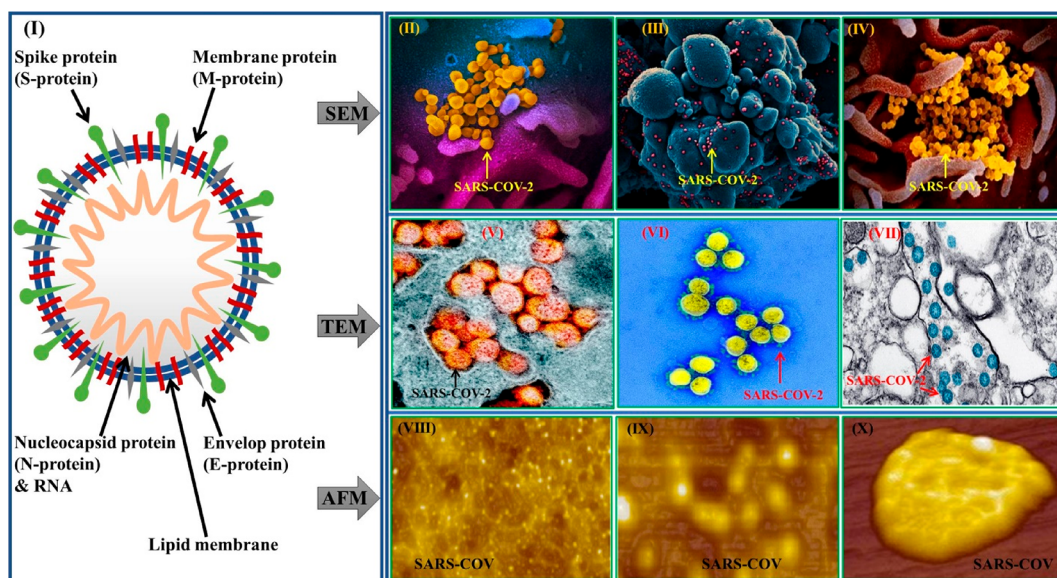 (I)
Spike protein
(S-protein)
Membrane protein
(M-protein)
Nucleocapsid protein
(N-protein)
& RNA
Envelop protein
(E-protein)
Lipid membrane
SEM
(II)
SARS-COV-2
(III)
SARS-COV-2
(IV)
SARS-COV-2
TEM
(V)
SARS-COV-2
(VI)
SARS-COV-2
(VII)
SARS-COV-2
AFM
(VIII)
SARS-COV
(IX)
SARS-COV
(X)
SARS-COV